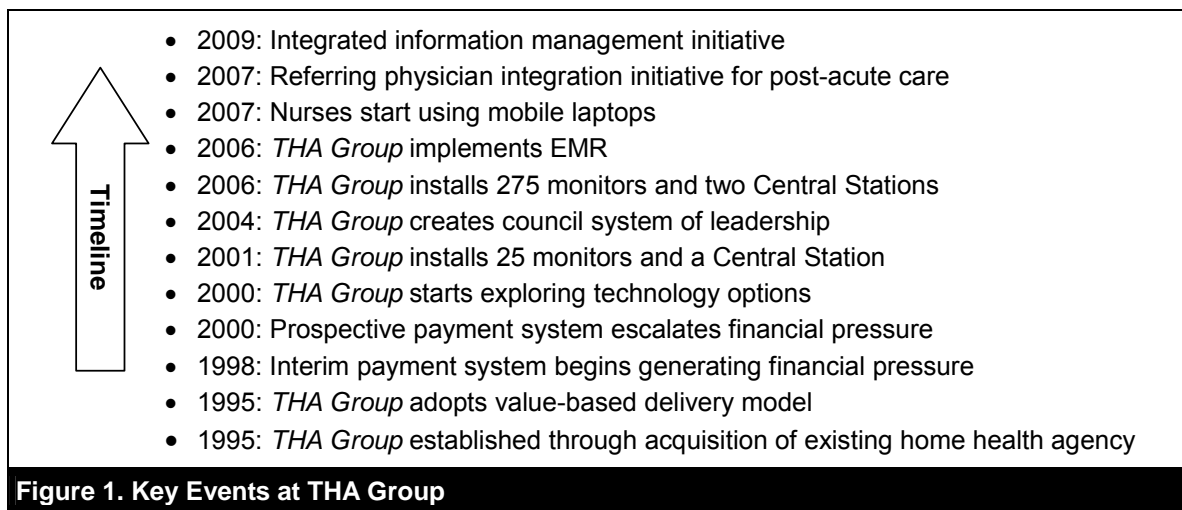 • 2009: Integrated information management initiative
• 2007: Referring physician integration initiative for post-acute care
• 2007: Nurses start using mobile laptops
• 2006: THA Group implements EMR
• 2006: THA Group installs 275 monitors and two Central Stations
• 2004: THA Group creates council system of leadership
• 2001: THA Group installs 25 monitors and a Central Station
• 2000: THA Group starts exploring technology options
• 2000: Prospective payment system escalates financial pressure
• 1998: Interim payment system begins generating financial pressure
• 1995: THA Group adopts value-based delivery model
• 1995: THA Group established through acquisition of existing home health agency
Timeline
Figure 1. Key Events at THA Group